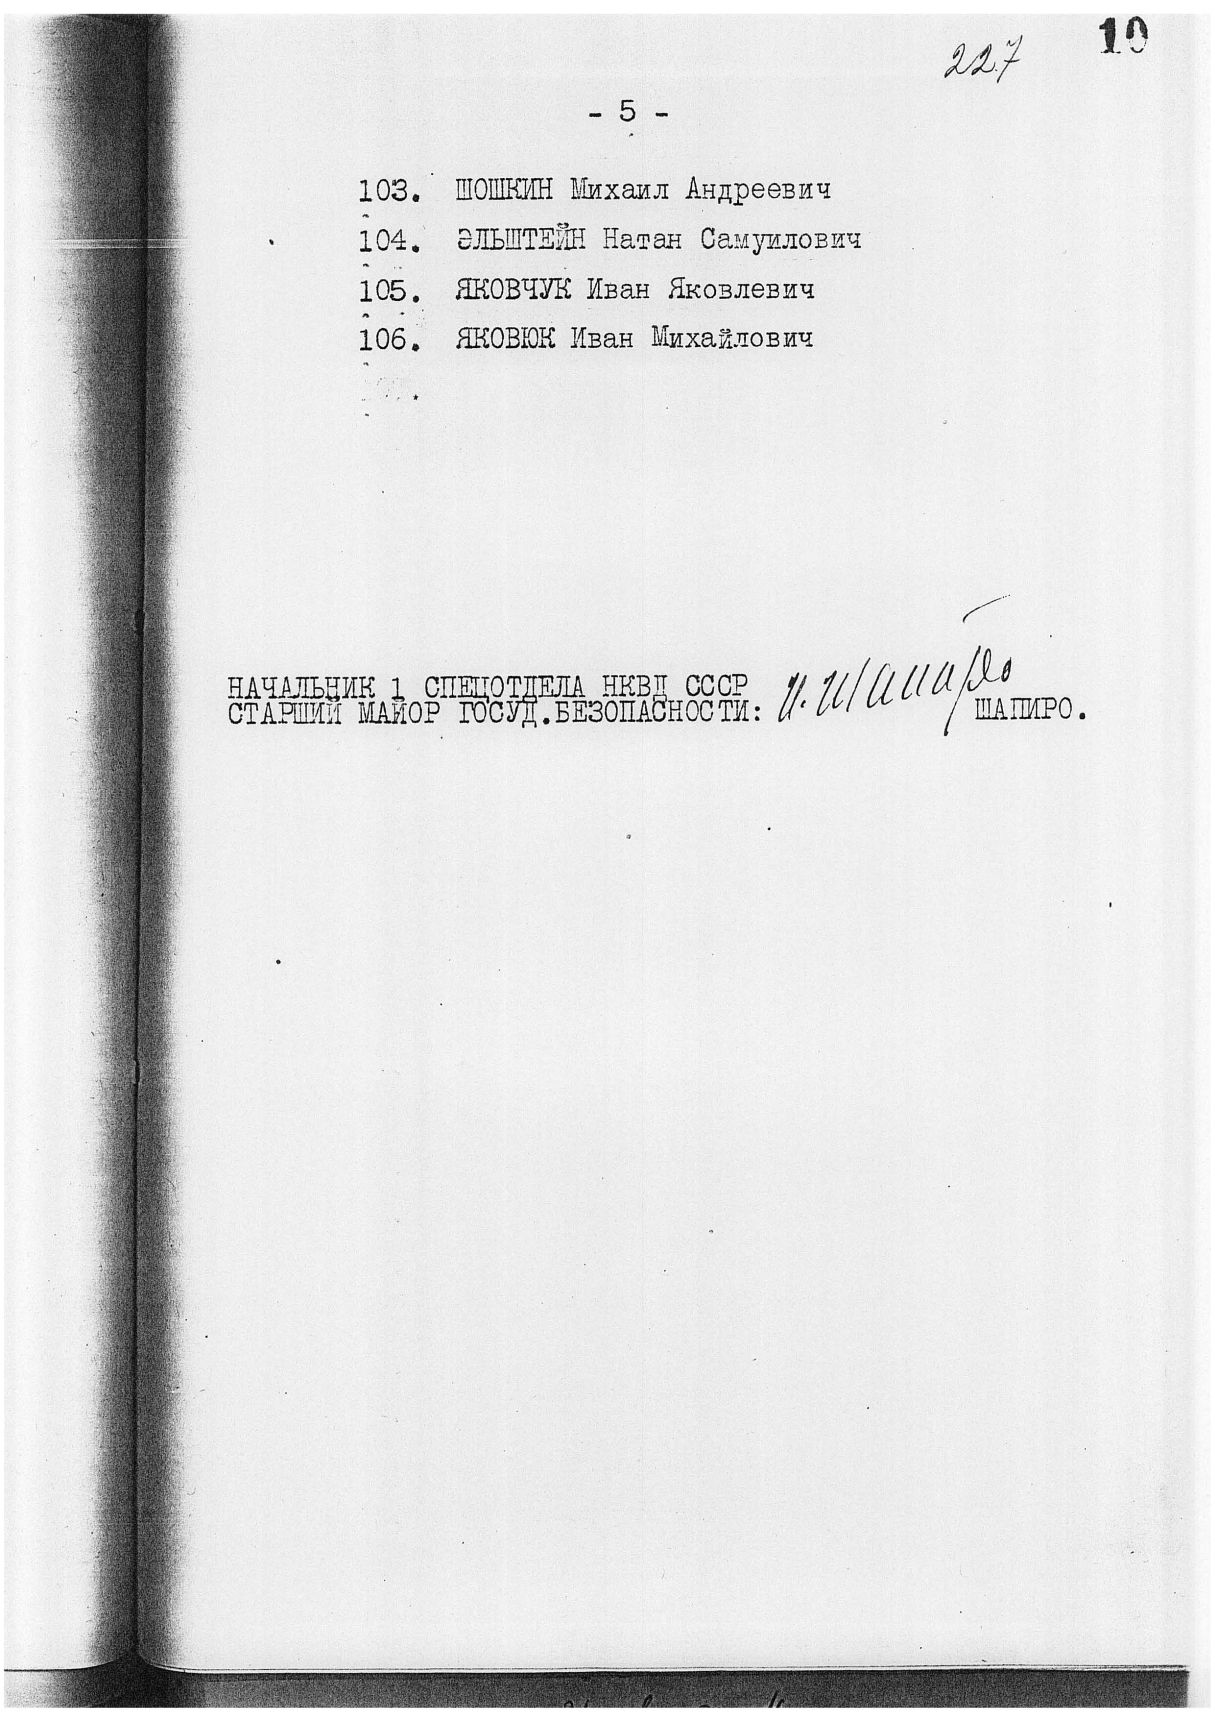 10
227
- 5 -
103. ШОШКИН Михаил Андреевич
104. ЭЛЬШТЕЙН Натан Самуилович
105. ЯКОВЧУК Иван Яковлевич
106. ЯКОВЮК Иван Михайлович
НАЧАЛЬНИК 1 СПЕЦОТДЕЛА НКВД СССР
СТАРШИЙ МАЙОР ГОСУД.БЕЗОПАСНОСТИ: И. Шапиро ШАПИРО.